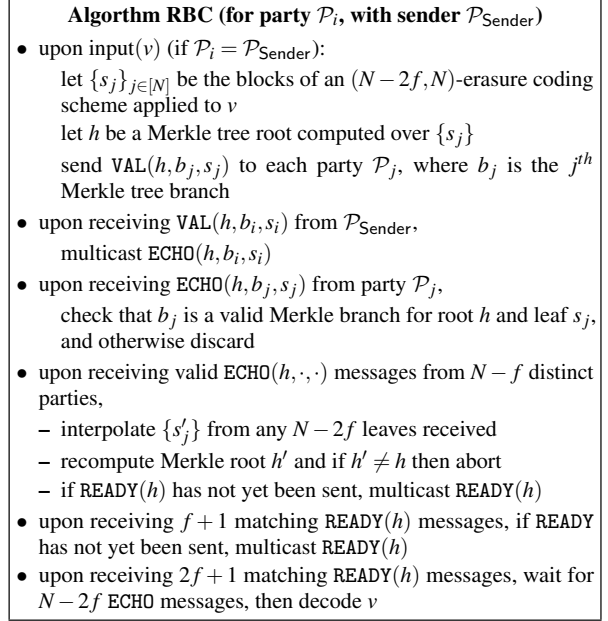 Algorthm RBC (for party 𝒫ᵢ, with sender 𝒫_Sender)
• upon input(v) (if 𝒫ᵢ = 𝒫_Sender):
let {sⱼ}_{j∈[N]} be the blocks of an (N − 2f, N)-erasure coding
scheme applied to v
let h be a Merkle tree root computed over {sⱼ}
send VAL(h, bⱼ, sⱼ) to each party 𝒫ⱼ, where bⱼ is the jᵗʰ
Merkle tree branch
• upon receiving VAL(h, bᵢ, sᵢ) from 𝒫_Sender,
multicast ECHO(h, bᵢ, sᵢ)
• upon receiving ECHO(h, bⱼ, sⱼ) from party 𝒫ⱼ,
check that bⱼ is a valid Merkle branch for root h and leaf sⱼ,
and otherwise discard
• upon receiving valid ECHO(h, ·, ·) messages from N − f distinct
parties,
– interpolate {s′ⱼ} from any N − 2f leaves received
– recompute Merkle root h′ and if h′ ≠ h then abort
– if READY(h) has not yet been sent, multicast READY(h)
• upon receiving f + 1 matching READY(h) messages, if READY
has not yet been sent, multicast READY(h)
• upon receiving 2f + 1 matching READY(h) messages, wait for
N − 2f ECHO messages, then decode v